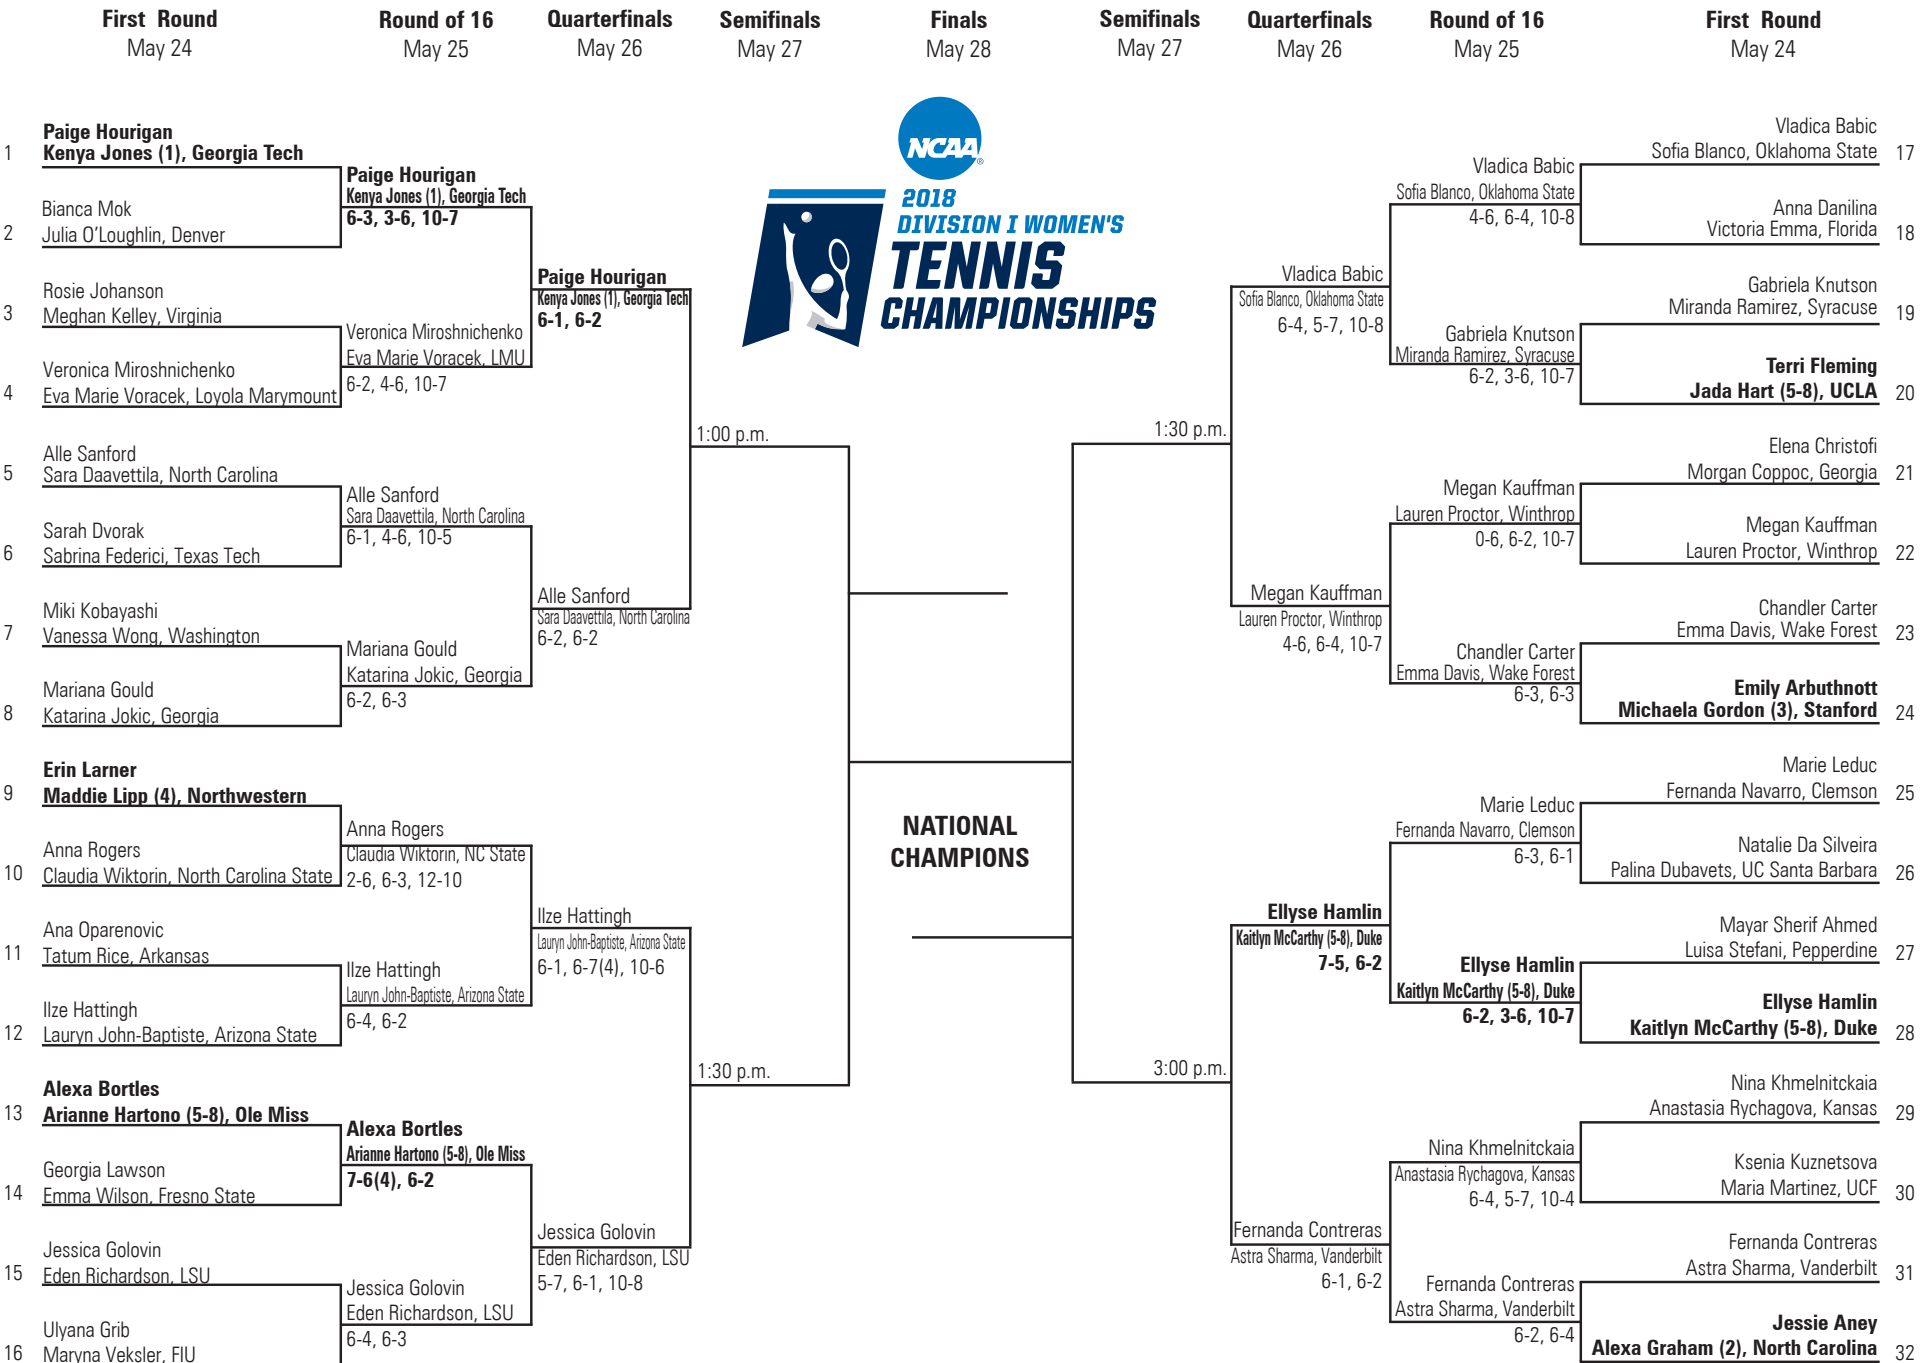 First Round
May 24
Round of 16
May 25
Quarterfinals
May 26
Semifinals
May 27
Finals
May 28
Semifinals
May 27
Quarterfinals
May 26
Round of 16
May 25
First Round
May 24
NCAA®
2018
DIVISION I WOMEN'S
TENNIS
CHAMPIONSHIPS
1
Paige Hourigan
Kenya Jones (1), Georgia Tech
2
Bianca Mok
Julia O'Loughlin, Denver
3
Rosie Johanson
Meghan Kelley, Virginia
4
Veronica Miroshnichenko
Eva Marie Voracek, Loyola Marymount
5
Alle Sanford
Sara Daavettila, North Carolina
6
Sarah Dvorak
Sabrina Federici, Texas Tech
7
Miki Kobayashi
Vanessa Wong, Washington
8
Mariana Gould
Katarina Jokic, Georgia
9
Erin Larner
Maddie Lipp (4), Northwestern
10
Anna Rogers
Claudia Wiktorin, North Carolina State
11
Ana Oparenovic
Tatum Rice, Arkansas
12
Ilze Hattingh
Lauryn John-Baptiste, Arizona State
13
Alexa Bortles
Arianne Hartono (5-8), Ole Miss
14
Georgia Lawson
Emma Wilson, Fresno State
15
Jessica Golovin
Eden Richardson, LSU
16
Ulyana Grib
Maryna Veksler, FIU
Paige Hourigan
Kenya Jones (1), Georgia Tech
6-3, 3-6, 10-7
Veronica Miroshnichenko
Eva Marie Voracek, LMU
6-2, 4-6, 10-7
Alle Sanford
Sara Daavettila, North Carolina
6-1, 4-6, 10-5
Mariana Gould
Katarina Jokic, Georgia
6-2, 6-3
Anna Rogers
Claudia Wiktorin, NC State
2-6, 6-3, 12-10
Ilze Hattingh
Lauryn John-Baptiste, Arizona State
6-4, 6-2
Alexa Bortles
Arianne Hartono (5-8), Ole Miss
7-6(4), 6-2
Jessica Golovin
Eden Richardson, LSU
6-4, 6-3
Paige Hourigan
Kenya Jones (1), Georgia Tech
6-1, 6-2
Alle Sanford
Sara Daavettila, North Carolina
6-2, 6-2
Ilze Hattingh
Lauryn John-Baptiste, Arizona State
6-1, 6-7(4), 10-6
Jessica Golovin
Eden Richardson, LSU
5-7, 6-1, 10-8
1:00 p.m.
1:30 p.m.
NATIONAL
CHAMPIONS
1:30 p.m.
3:00 p.m.
Vladica Babic
Sofia Blanco, Oklahoma State
6-4, 5-7, 10-8
Megan Kauffman
Lauren Proctor, Winthrop
4-6, 6-4, 10-7
Ellyse Hamlin
Kaitlyn McCarthy (5-8), Duke
7-5, 6-2
Fernanda Contreras
Astra Sharma, Vanderbilt
6-1, 6-2
Vladica Babic
Sofia Blanco, Oklahoma State
4-6, 6-4, 10-8
Gabriela Knutson
Miranda Ramirez, Syracuse
6-2, 3-6, 10-7
Megan Kauffman
Lauren Proctor, Winthrop
0-6, 6-2, 10-7
Chandler Carter
Emma Davis, Wake Forest
6-3, 6-3
Marie Leduc
Fernanda Navarro, Clemson
6-3, 6-1
Ellyse Hamlin
Kaitlyn McCarthy (5-8), Duke
6-2, 3-6, 10-7
Nina Khmelnitckaia
Anastasia Rychagova, Kansas
6-4, 5-7, 10-4
Fernanda Contreras
Astra Sharma, Vanderbilt
6-2, 6-4
Vladica Babic
Sofia Blanco, Oklahoma State
17
Anna Danilina
Victoria Emma, Florida
18
Gabriela Knutson
Miranda Ramirez, Syracuse
19
Terri Fleming
Jada Hart (5-8), UCLA
20
Elena Christofi
Morgan Coppoc, Georgia
21
Megan Kauffman
Lauren Proctor, Winthrop
22
Chandler Carter
Emma Davis, Wake Forest
23
Emily Arbuthnott
Michaela Gordon (3), Stanford
24
Marie Leduc
Fernanda Navarro, Clemson
25
Natalie Da Silveira
Palina Dubavets, UC Santa Barbara
26
Mayar Sherif Ahmed
Luisa Stefani, Pepperdine
27
Ellyse Hamlin
Kaitlyn McCarthy (5-8), Duke
28
Nina Khmelnitckaia
Anastasia Rychagova, Kansas
29
Ksenia Kuznetsova
Maria Martinez, UCF
30
Fernanda Contreras
Astra Sharma, Vanderbilt
31
Jessie Aney
Alexa Graham (2), North Carolina
32